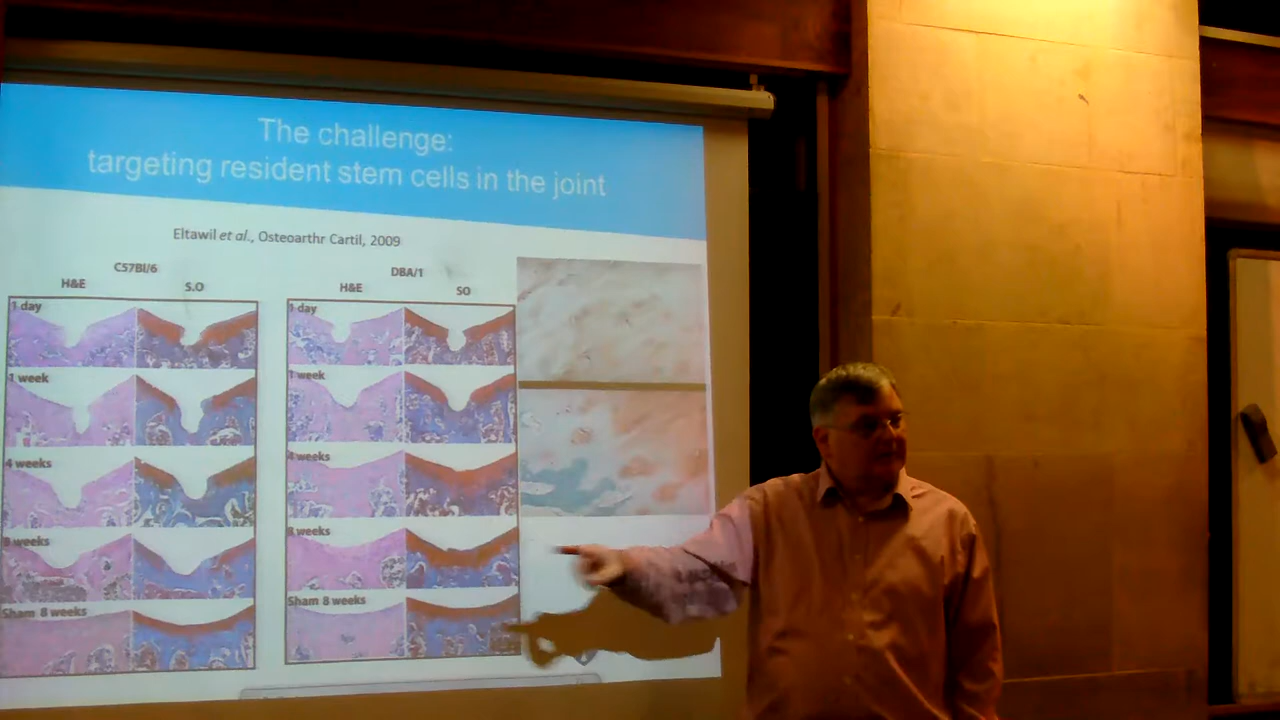 The challenge:
targeting resident stem cells in the joint
Eltawil et al., Osteoarthr Cartil, 2009
C57Bl/6
H&E S.O
1 day
1 week
4 weeks
8 weeks
Sham 8 weeks
DBA/1
H&E SO
1 day
1 week
4 weeks
8 weeks
Sham 8 weeks